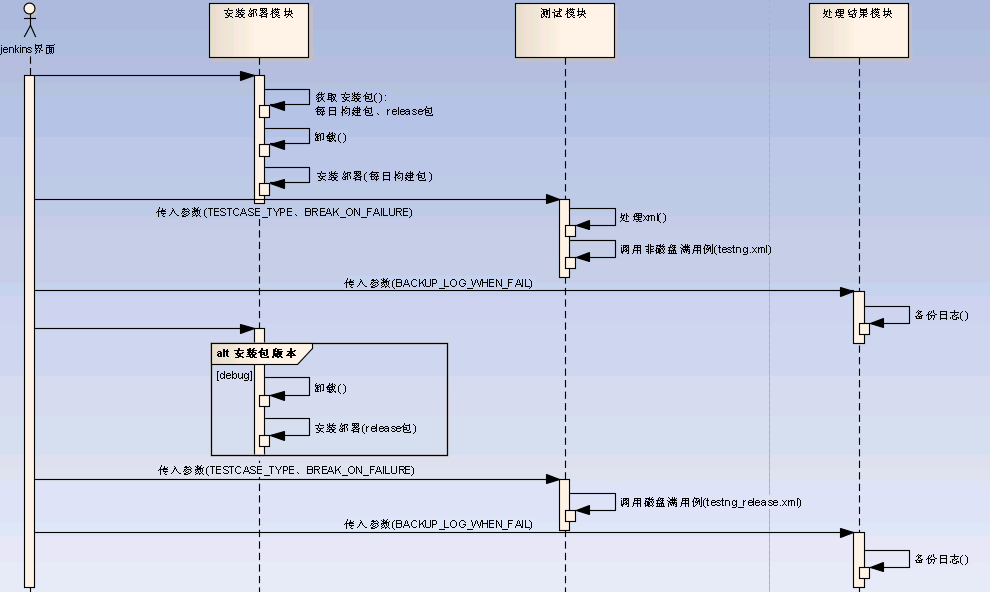 安装部署模块
测试模块
处理结果模块
jenkins界面
获取安装包():
每日构建包、release包
卸载()
安装部署(每日构建包)
传入参数(TESTCASE_TYPE、BREAK_ON_FAILURE)
处理xml()
调用非磁盘满用例(testng.xml)
传入参数(BACKUP_LOG_WHEN_FAIL)
备份日志()
alt 安装包版本
[debug]
卸载()
安装部署(release包)
传入参数(TESTCASE_TYPE、BREAK_ON_FAILURE)
调用磁盘满用例(testng_release.xml)
传入参数(BACKUP_LOG_WHEN_FAIL)
备份日志()